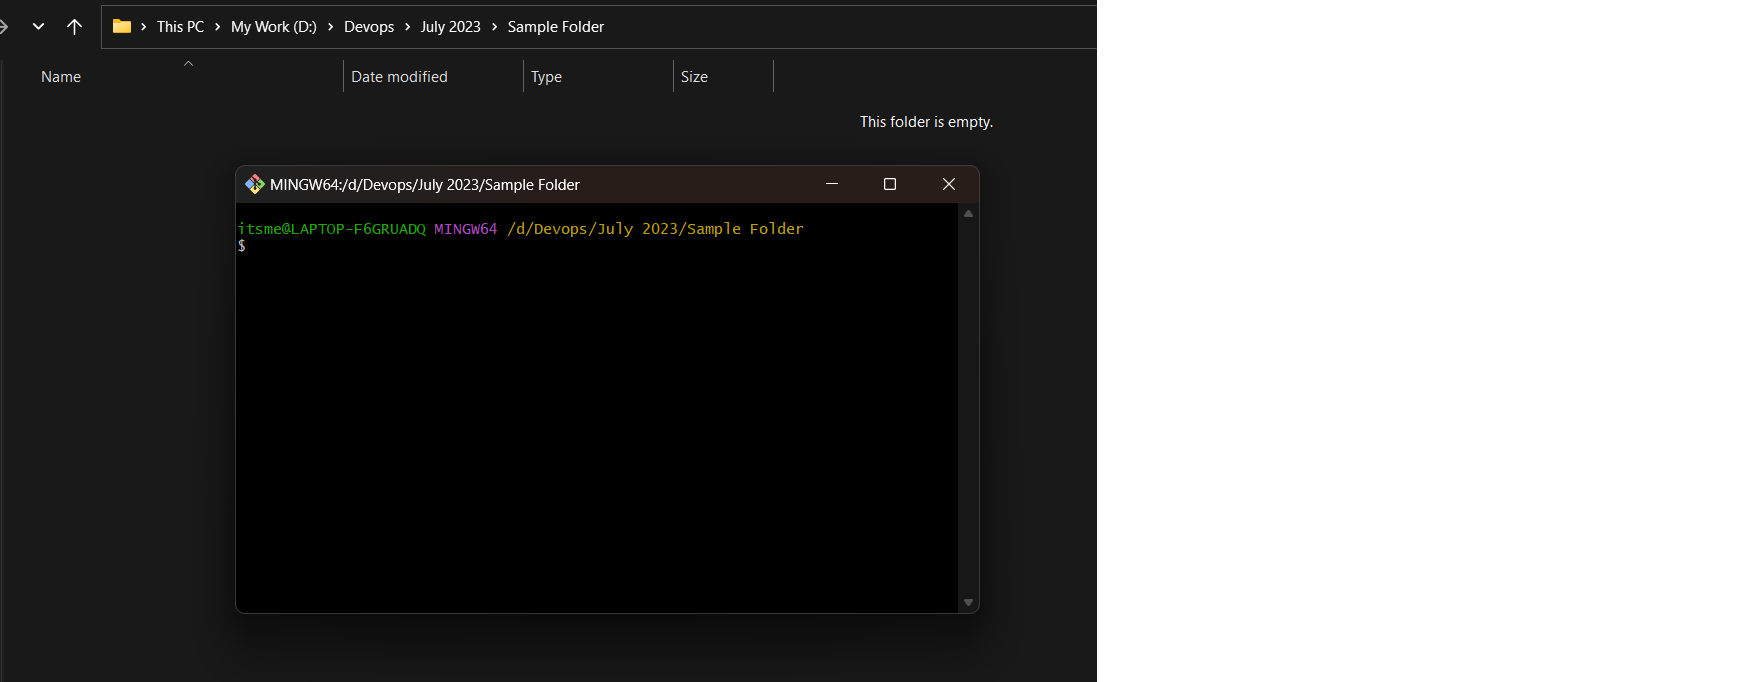 This PC > My Work (D:) > Devops > July 2023 > Sample Folder
Name Date modified Type Size
This folder is empty.
MINGW64:/d/Devops/July 2023/Sample Folder
itsme@LAPTOP-F6GRUADQ MINGW64 /d/Devops/July 2023/Sample Folder
$